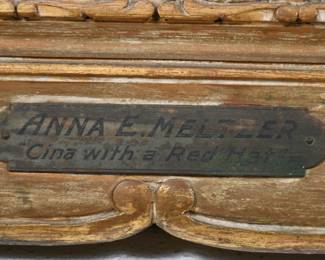 ANNA E. MELTZER
"Cina with a Red Hat"